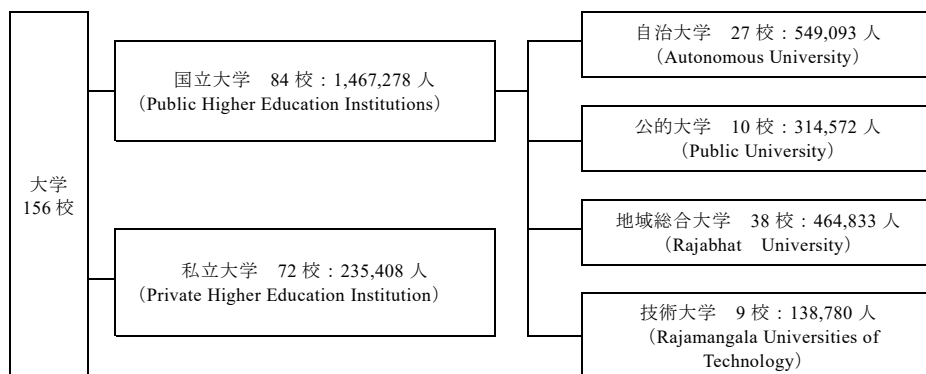 大学
156 校
国立大学　84 校：1,467,278 人
（Public Higher Education Institutions）
私立大学　72 校：235,408 人
（Private Higher Education Institution）
自治大学　27 校：549,093 人
（Autonomous University）
公的大学　10 校：314,572 人
（Public University）
地域総合大学　38 校：464,833 人
（Rajabhat　University）
技術大学　9 校：138,780 人
（Rajamangala Universities of
Technology）